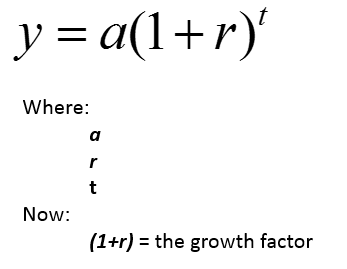 y = a(1+r)^t
Where:
a
r
t
Now:
(1+r) = the growth factor